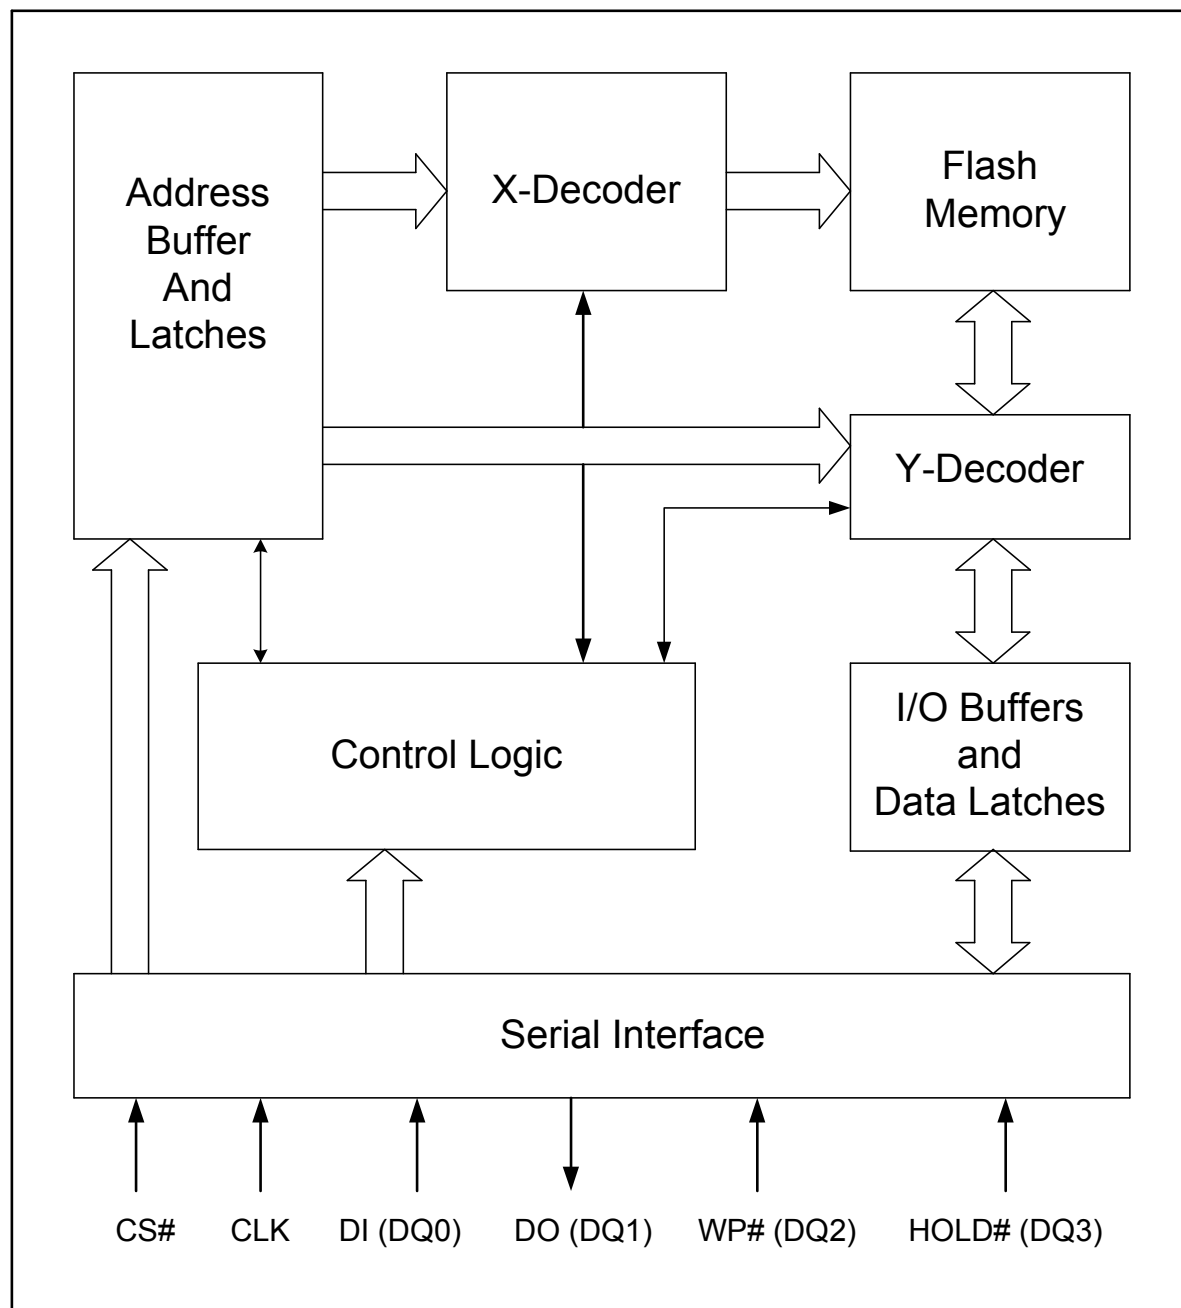 Address
Buffer
And
Latches
X-Decoder
Flash
Memory
Y-Decoder
Control Logic
I/O Buffers
and
Data Latches
Serial Interface
CS#
CLK
DI (DQ0)
DO (DQ1)
WP# (DQ2)
HOLD# (DQ3)